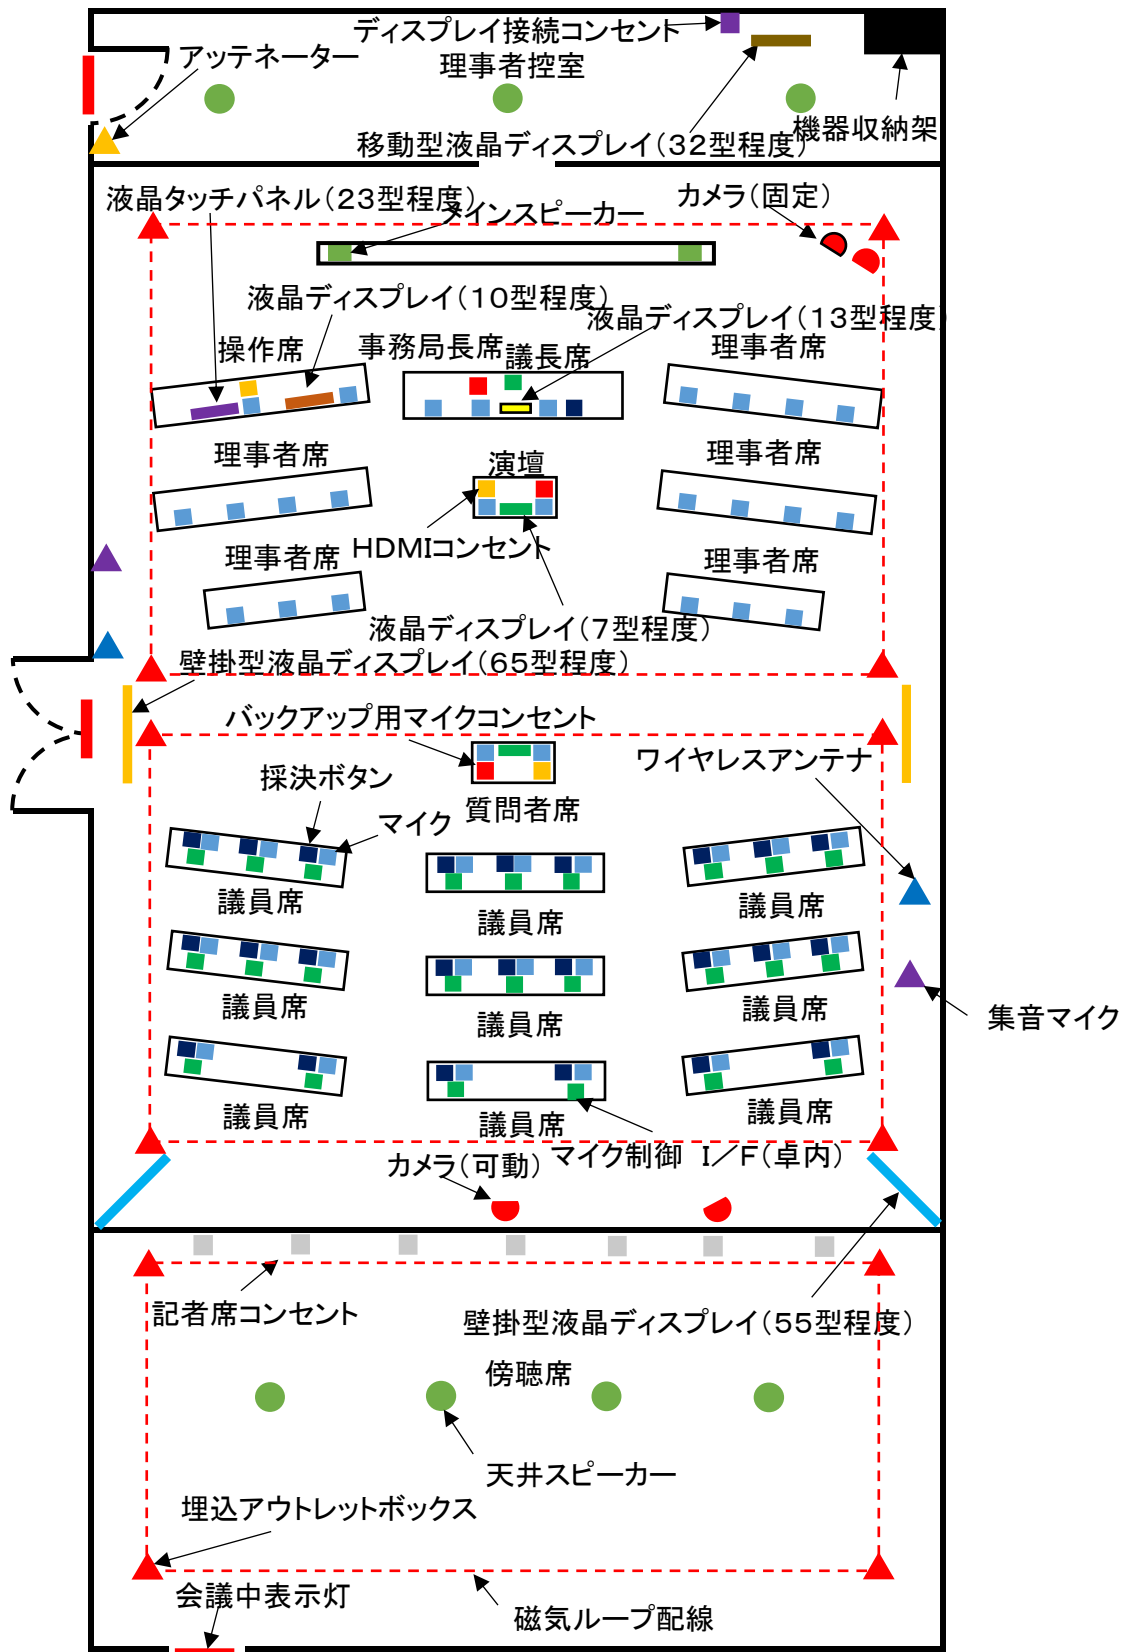 ディスプレイ接続コンセント
アッテネーター
理事者控室
機器収納架
移動型液晶ディスプレイ(32型程度)
液晶タッチパネル(23型程度)
カメラ(固定)
メインスピーカー
液晶ディスプレイ(10型程度)
液晶ディスプレイ(13型程度)
操作席
事務局長席
議長席
理事者席
理事者席
演壇
理事者席
HDMIコンセント
理事者席
理事者席
液晶ディスプレイ(7型程度)
壁掛型液晶ディスプレイ(65型程度)
バックアップ用マイクコンセント
ワイヤレスアンテナ
採決ボタン
質問者席
マイク
議員席
議員席
議員席
議員席
議員席
議員席
集音マイク
議員席
議員席
議員席
カメラ(可動)
マイク制御 I/F(卓内)
記者席コンセント
壁掛型液晶ディスプレイ(55型程度)
傍聴席
天井スピーカー
埋込アウトレットボックス
会議中表示灯
磁気ループ配線